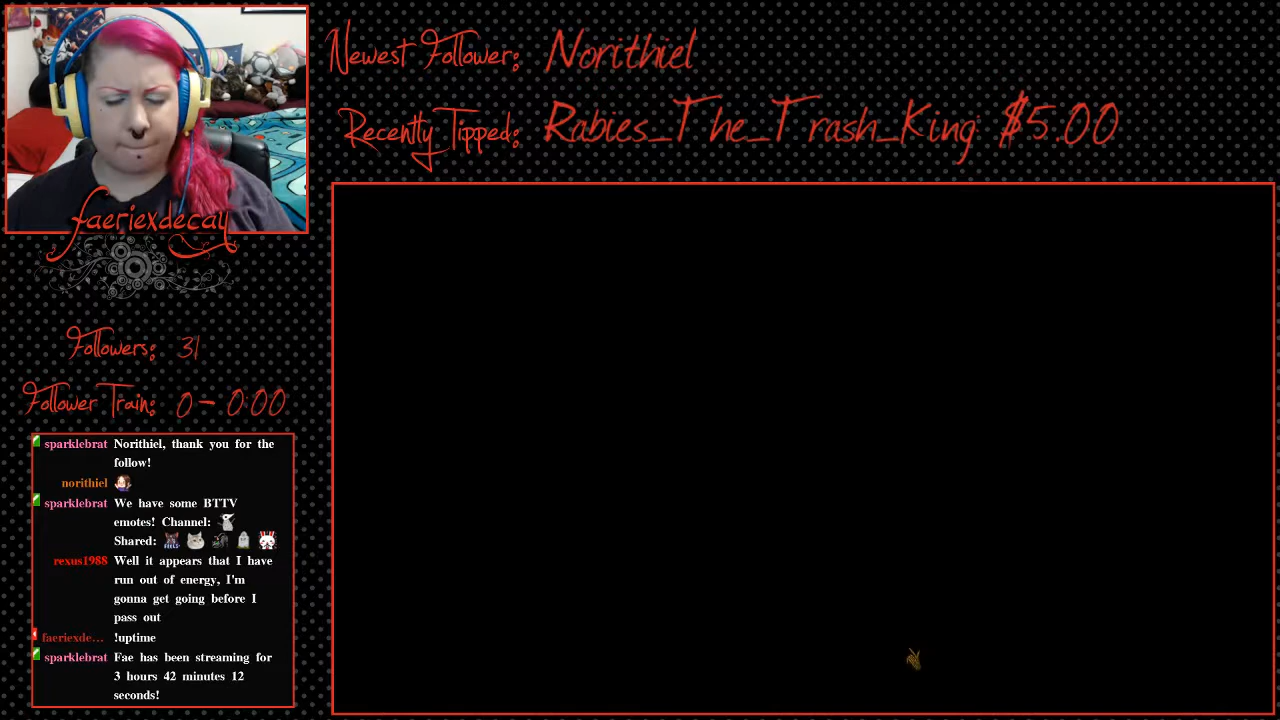 Newest Follower: Norithiel
Recently Tipped: Rabies_The_Trash_King $5.00
faeriexdecay
Followers: 31
Follower Train: 0 - 0:00
sparklebrat Norithiel, thank you for the
follow!
norithiel
sparklebrat We have some BTTV
emotes! Channel:
Shared:
FEELS
rexus1988 Well it appears that I have
run out of energy, I'm
gonna get going before I
pass out
faeriexde... !uptime
sparklebrat Fae has been streaming for
3 hours 42 minutes 12
seconds!